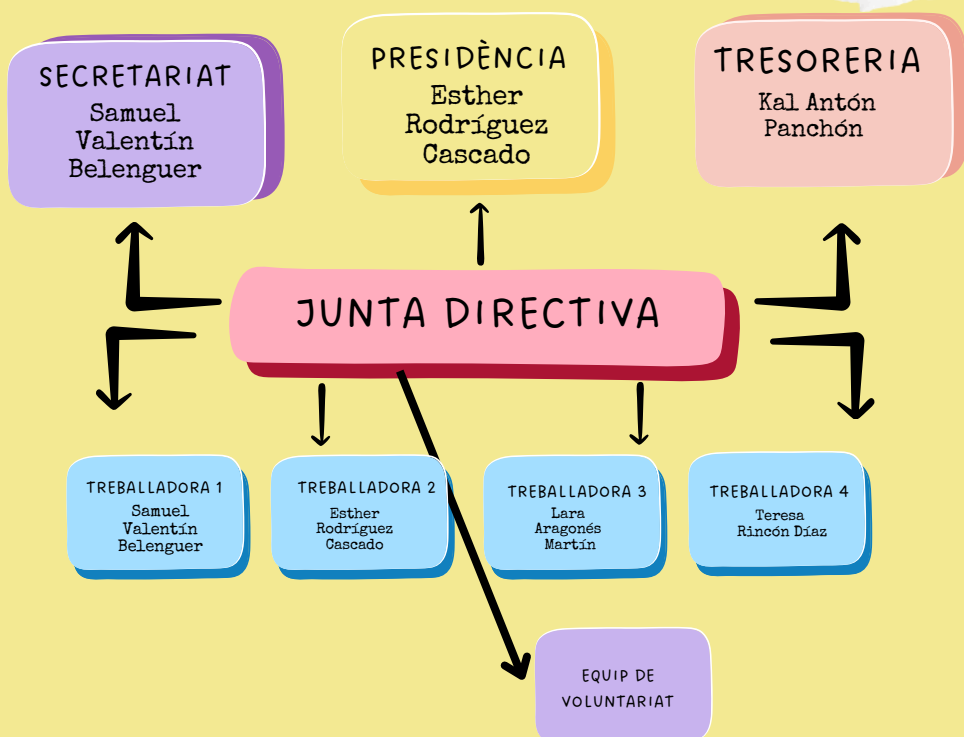 SECRETARIAT
Samuel
Valentín
Belenguer
PRESIDÈNCIA
Esther
Rodríguez
Cascado
TRESORERIA
Kal Antón
Panchón
JUNTA DIRECTIVA
TREBALLADORA 1
Samuel
Valentín
Belenguer
TREBALLADORA 2
Esther
Rodríguez
Cascado
TREBALLADORA 3
Lara
Aragonés
Martín
TREBALLADORA 4
Teresa
Rincón Díaz
EQUIP DE
VOLUNTARIAT